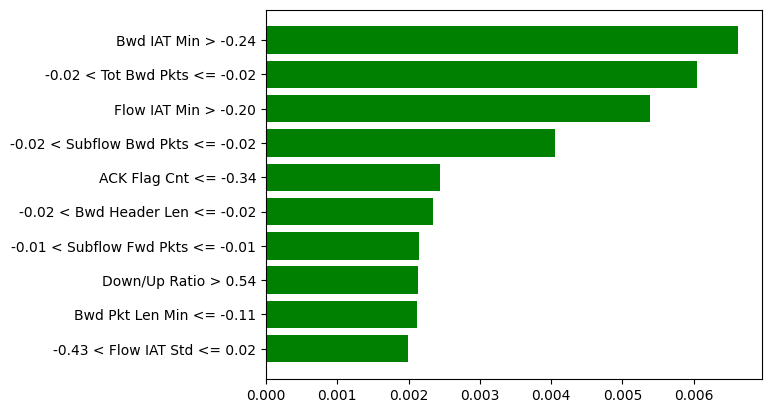 Bwd IAT Min > -0.24
-0.02 < Tot Bwd Pkts <= -0.02
Flow IAT Min > -0.20
-0.02 < Subflow Bwd Pkts <= -0.02
ACK Flag Cnt <= -0.34
-0.02 < Bwd Header Len <= -0.02
-0.01 < Subflow Fwd Pkts <= -0.01
Down/Up Ratio > 0.54
Bwd Pkt Len Min <= -0.11
-0.43 < Flow IAT Std <= 0.02
0.000 0.001 0.002 0.003 0.004 0.005 0.006